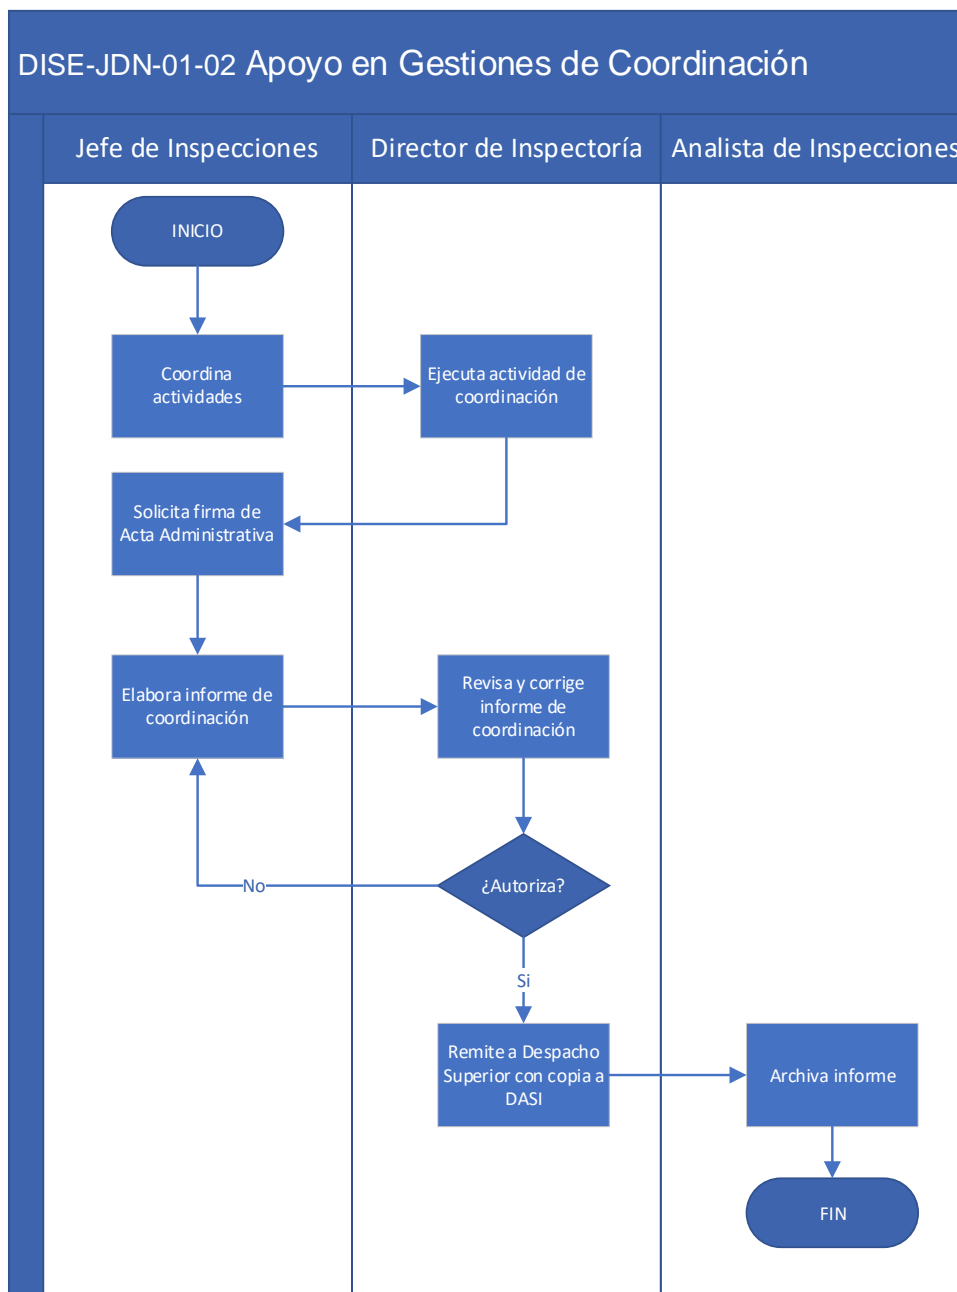 DISE-JDN-01-02 Apoyo en Gestiones de Coordinación
Jefe de Inspecciones
Director de Inspectoría
Analista de Inspecciones
INICIO
Coordina
actividades
Ejecuta actividad de
coordinación
Solicita firma de
Acta Administrativa
Elabora informe de
coordinación
Revisa y corrige
informe de
coordinación
¿Autoriza?
No
Si
Remite a Despacho
Superior con copia a
DASI
Archiva informe
FIN